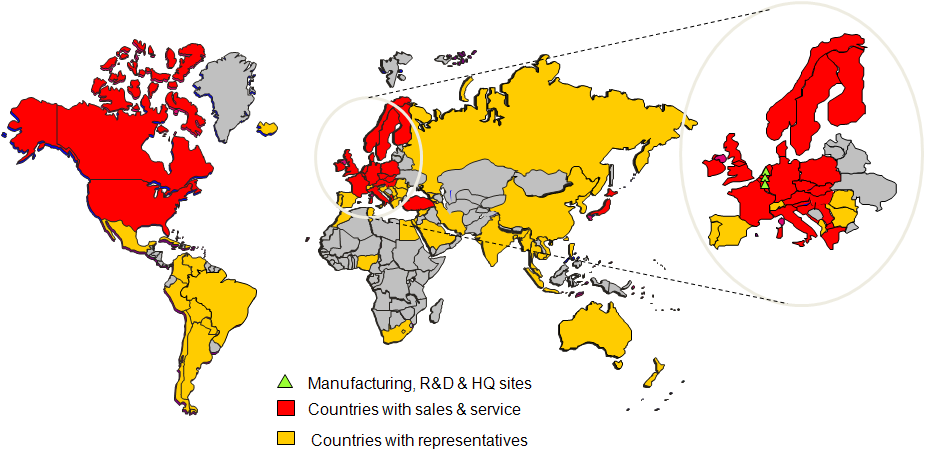 Manufacturing, R&D & HQ sites
Countries with sales & service
Countries with representatives